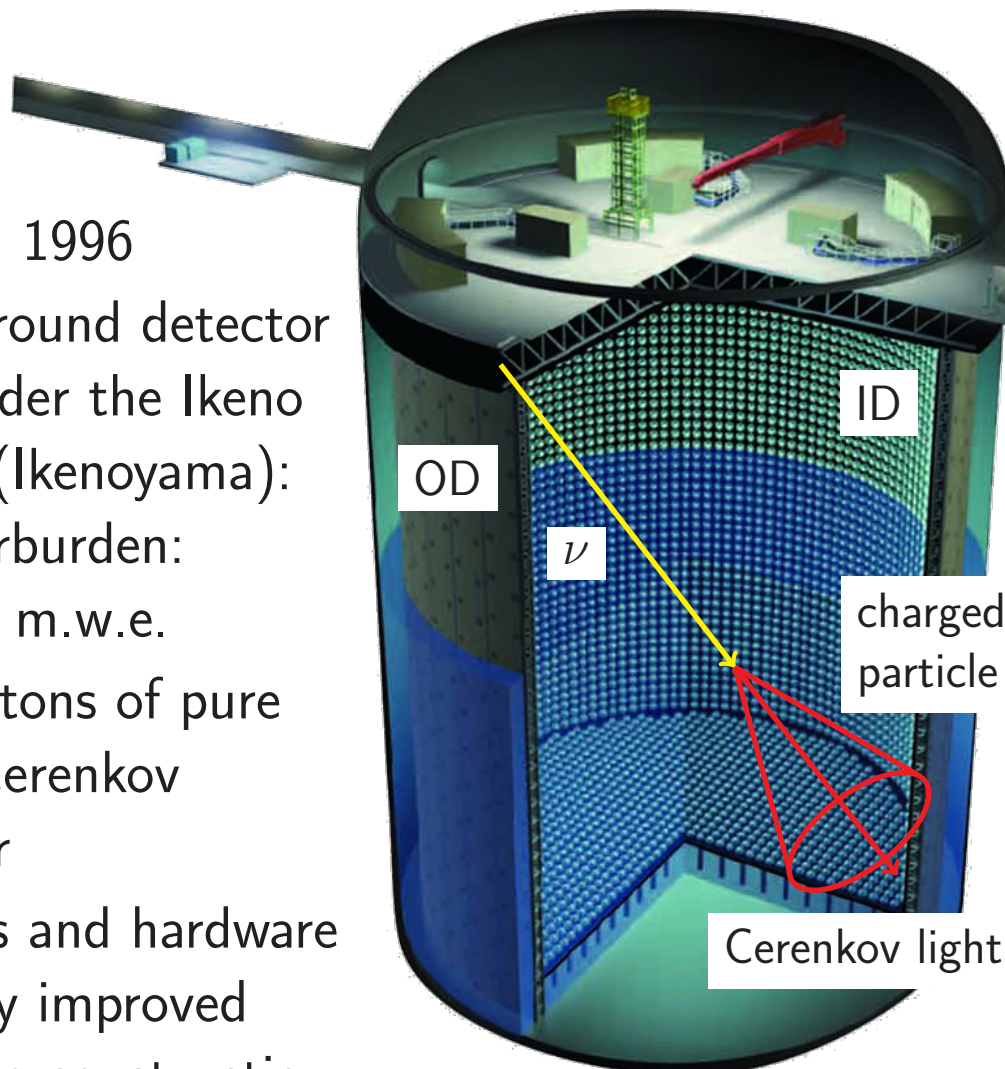 1996
round detector
der the Ikeno
(Ikenoyama):
rburden:
m.w.e.
tons of pure
Cerenkov
r
s and hardware
y improved
OD
ID
ν
charged
particle
Cerenkov light